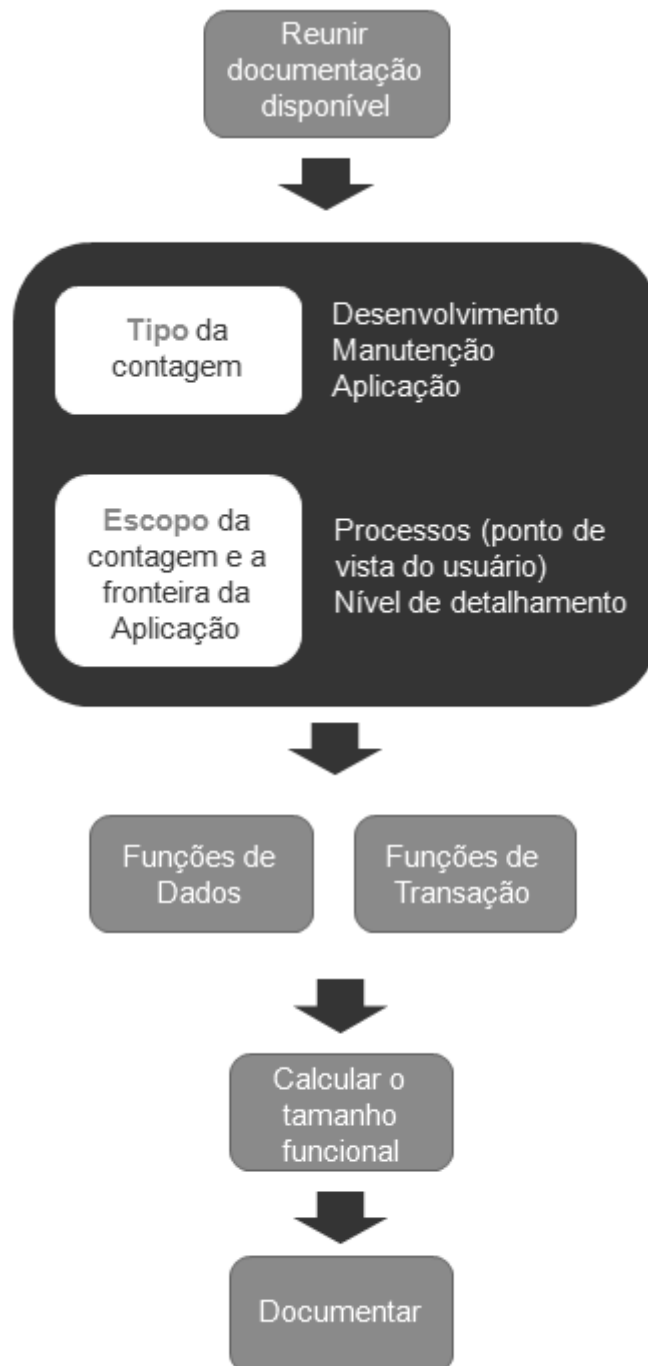 Reunir
documentação
disponível
Tipo da
contagem
Desenvolvimento
Manutenção
Aplicação
Escopo da
contagem e a
fronteira da
Aplicação
Processos (ponto de
vista do usuário)
Nível de detalhamento
Funções de
Dados
Funções de
Transação
Calcular o
tamanho
funcional
Documentar